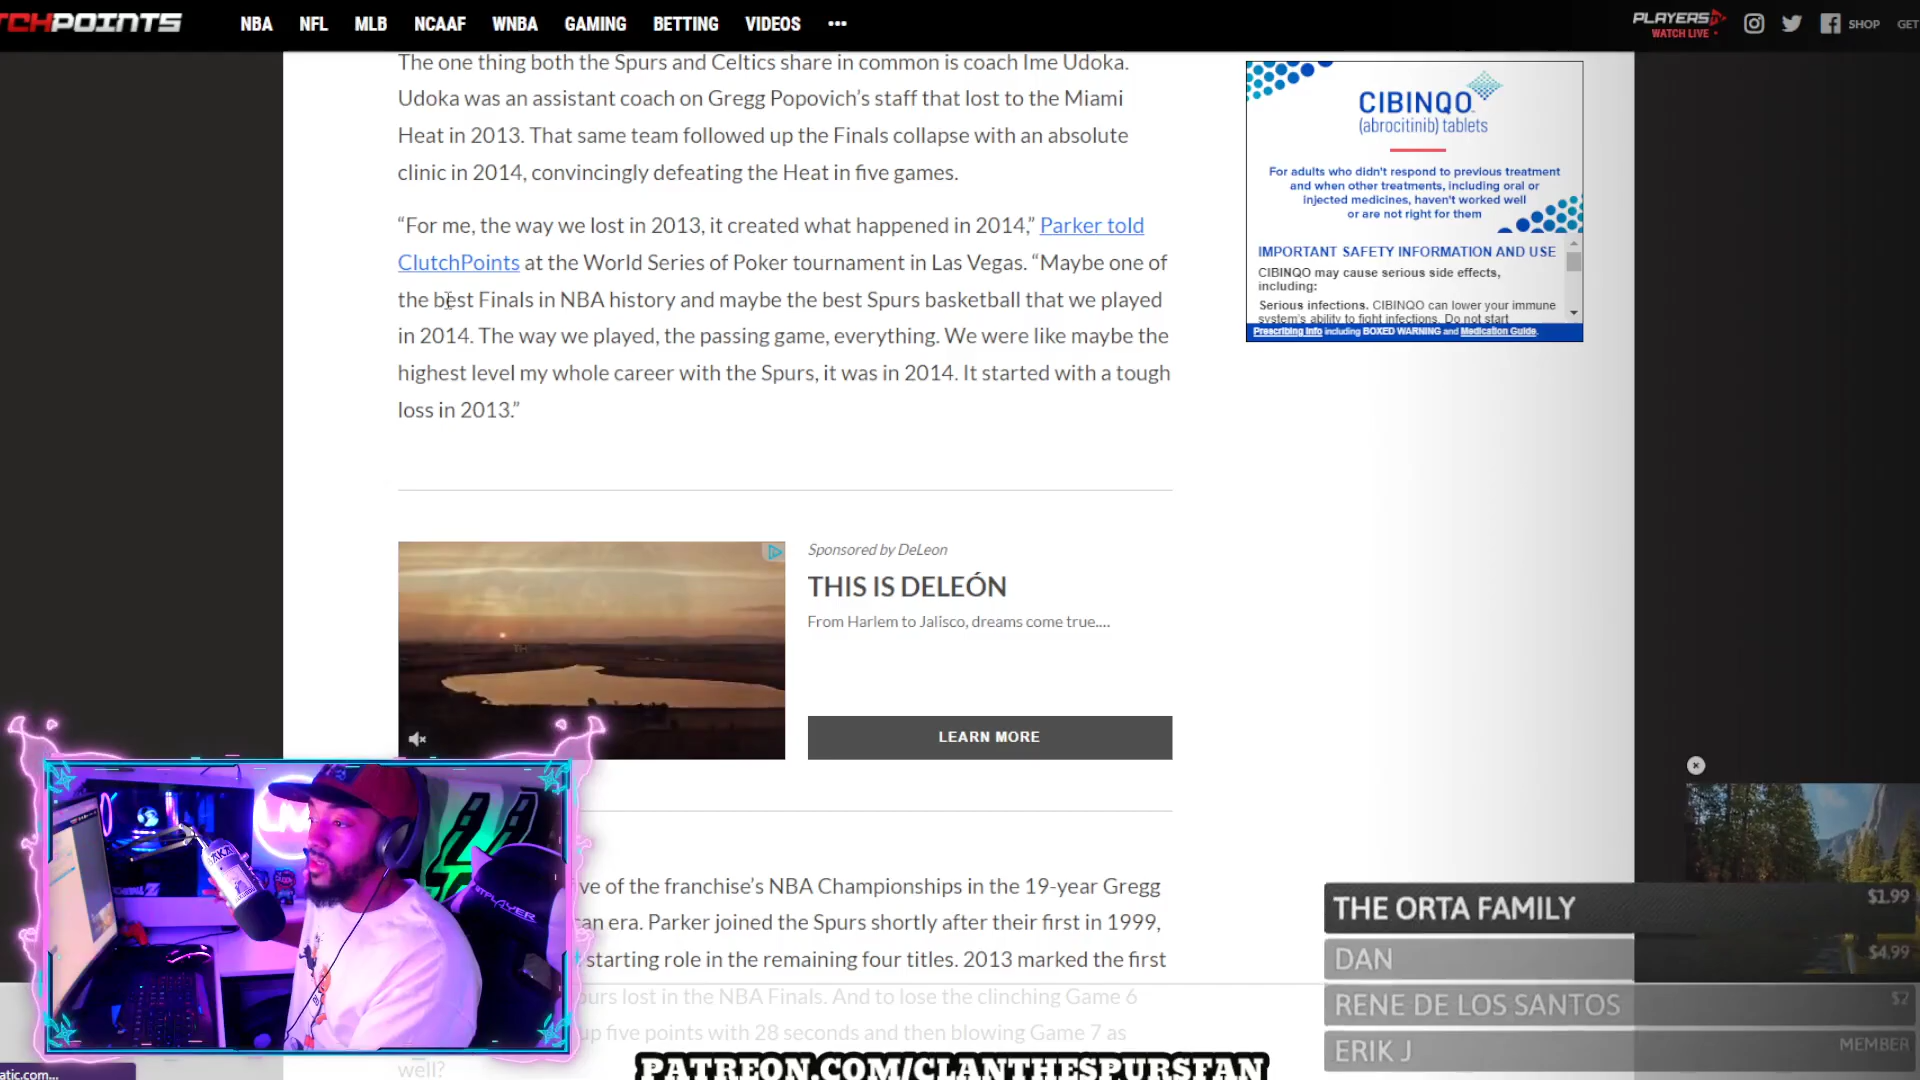 TCHPOINTS NBA NFL MLB NCAAF WNBA GAMING BETTING VIDEOS ••• PLAYERS TV WATCH LIVE SHOP GET
The one thing both the Spurs and Celtics share in common is coach Ime Udoka.
Udoka was an assistant coach on Gregg Popovich’s staff that lost to the Miami
Heat in 2013. That same team followed up the Finals collapse with an absolute
clinic in 2014, convincingly defeating the Heat in five games.
“For me, the way we lost in 2013, it created what happened in 2014,” Parker told
ClutchPoints at the World Series of Poker tournament in Las Vegas. “Maybe one of
the best Finals in NBA history and maybe the best Spurs basketball that we played
in 2014. The way we played, the passing game, everything. We were like maybe the
highest level my whole career with the Spurs, it was in 2014. It started with a tough
loss in 2013.”
CIBINQO
(abrocitinib) tablets
For adults who didn't respond to previous treatment
and when other treatments, including oral or
injected medicines, haven't worked well
or are not right for them
IMPORTANT SAFETY INFORMATION AND USE
CIBINQO may cause serious side effects,
including:
Serious infections. CIBINQO can lower your immune
system's ability to fight infections. Do not start
Prescribing Info including BOXED WARNING and Medication Guide.
Sponsored by DeLeon
THIS IS DELEÓN
From Harlem to Jalisco, dreams come true....
LEARN MORE
ve of the franchise’s NBA Championships in the 19-year Gregg
an era. Parker joined the Spurs shortly after their first in 1999,
starting role in the remaining four titles. 2013 marked the first
urs lost in the NBA Finals. And to lose the clinching Game 6
up five points with 28 seconds and then blowing Game 7 as
well?
THE ORTA FAMILY $1.99
DAN $4.99
RENE DE LOS SANTOS $2
ERIK J MEMBER
PATREON.COM/CLANTHESPURSFAN
atic.com...